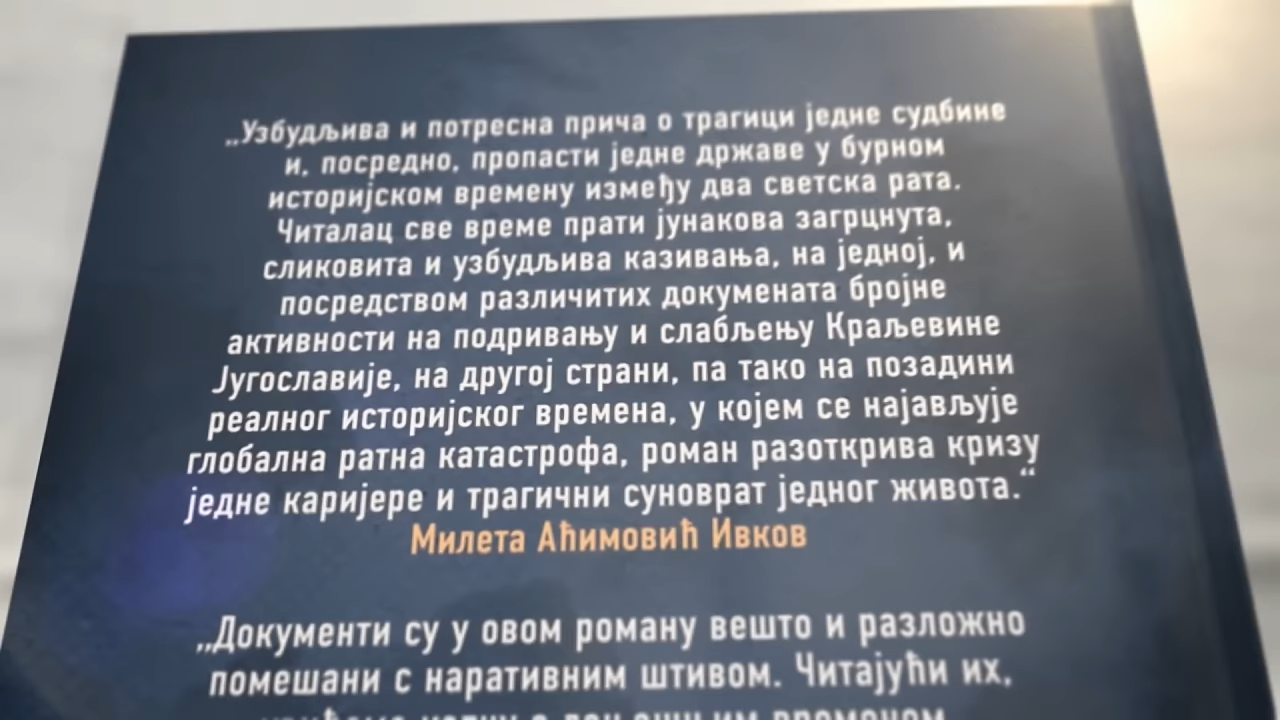 „Узбудљива и потресна прича о трагици једне судбине
и, посредно, пропасти једне државе у бурном
историјском времену између два светска рата.
Читалац све време прати јунакова загрцнута,
сликовита и узбудљива казивања, на једној, и
посредством различитих докумената бројне
активности на подривању и слабљењу Краљевине
Југославије, на другој страни, па тако на позадини
реалног историјског времена, у којем се најављује
глобална ратна катастрофа, роман разоткрива кризу
једне каријере и трагични суноврат једног живота.“
Милета Аћимовић Ивков
„Документи су у овом роману вешто и разложно
помешани с наративним штивом. Читајући их,